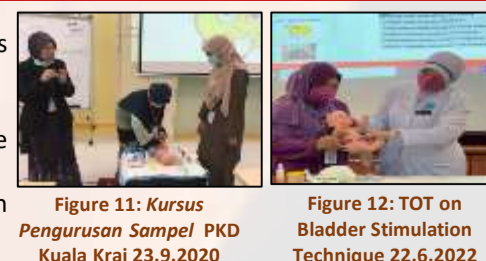 s
e
n
Figure 11: Kursus
Pengurusan Sampel PKD
Kuala Krai 23.9.2020
Figure 12: TOT on
Bladder Stimulation
Technique 22.6.2022